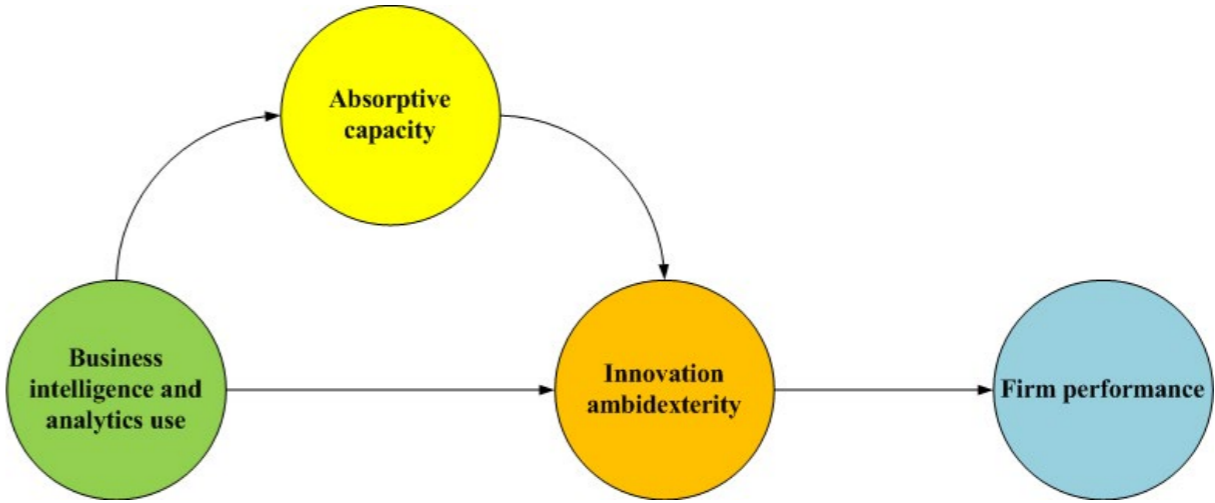 Absorptive
capacity
Business
intelligence and
analytics use
Innovation
ambidexterity
Firm performance